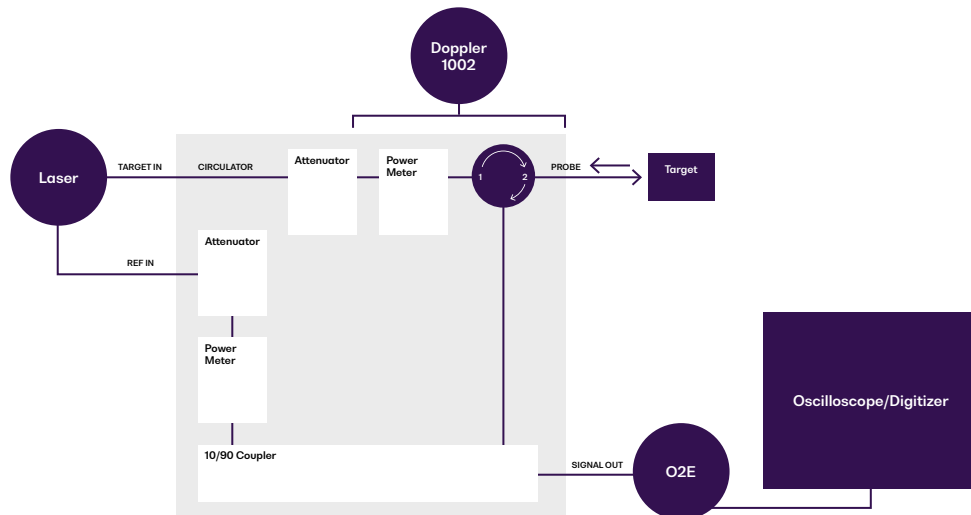 Doppler
1002
Laser
TARGET IN
CIRCULATOR
Attenuator
Power
Meter
1
2
PROBE
Target
REF IN
Attenuator
Power
Meter
10/90 Coupler
SIGNAL OUT
O2E
Oscilloscope/Digitizer